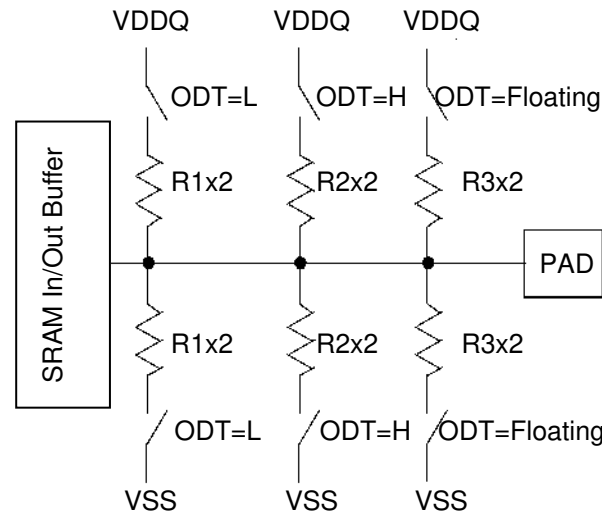 VDDQ VDDQ VDDQ
ODT=L ODT=H ODT=Floating
R1x2 R2x2 R3x2
SRAM In/Out Buffer
PAD
R1x2 R2x2 R3x2
ODT=L ODT=H ODT=Floating
VSS VSS VSS